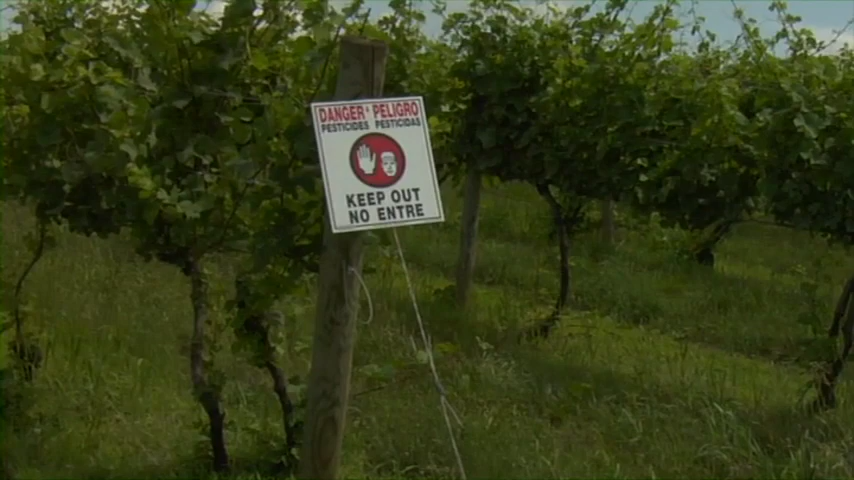 DANGER PELIGRO
PESTICIDES PESTICIDAS
KEEP OUT
NO ENTRE